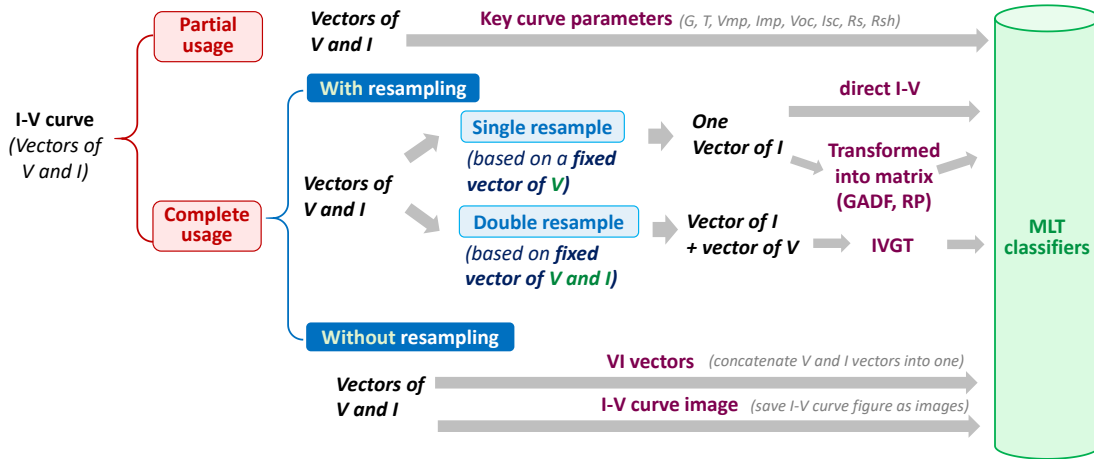 Partial
usage
Vectors of
V and I
Key curve parameters (G, T, Vmp, Imp, Voc, Isc, Rs, Rsh)
I-V curve
(Vectors of
V and I)
With resampling
Vectors of
V and I
Single resample
(based on a fixed
vector of V)
One
Vector of I
direct I-V
Transformed
into matrix
(GADF, RP)
Complete
usage
Double resample
(based on fixed
vector of V and I)
Vector of I
+ vector of V
IVGT
MLT
classifiers
Without resampling
Vectors of
V and I
VI vectors (concatenate V and I vectors into one)
I-V curve image (save I-V curve figure as images)